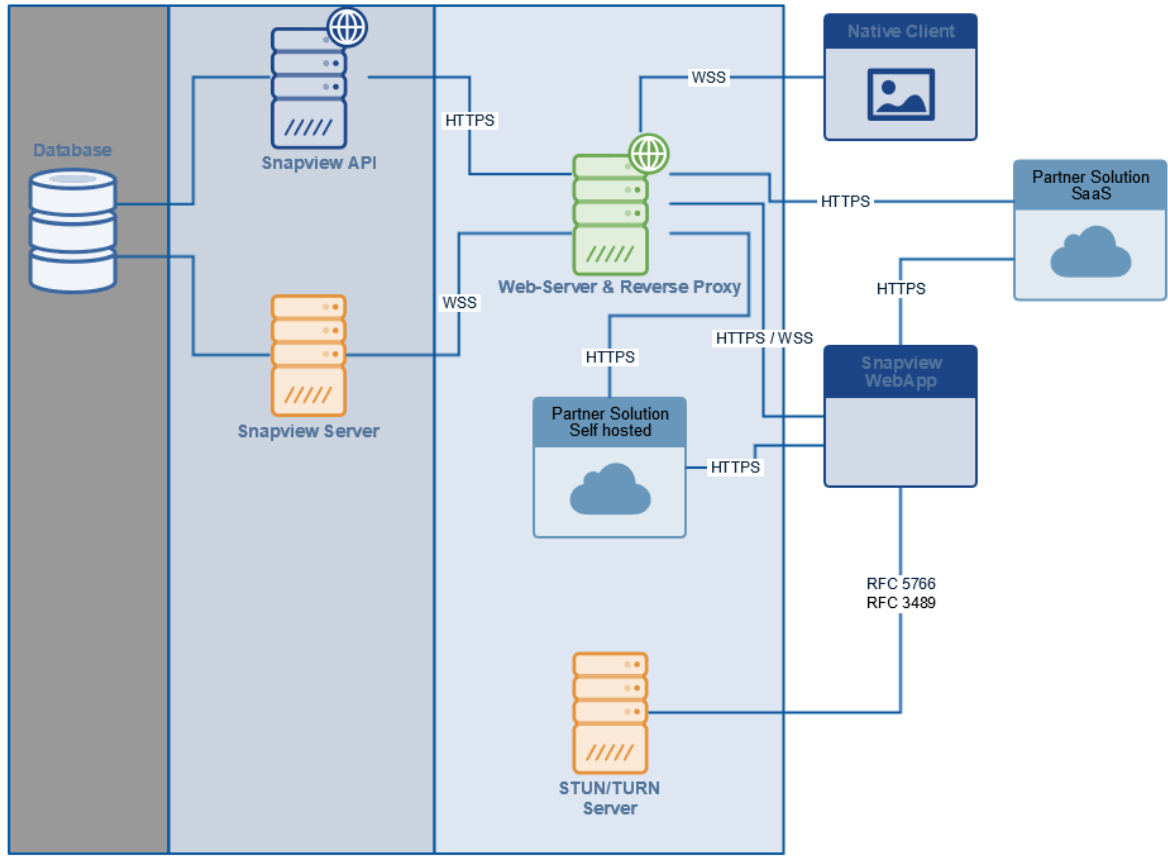 Native Client
WSS
Database
HTTPS
Snapview API
Partner Solution
SaaS
HTTPS
Web-Server & Reverse Proxy
HTTPS
WSS
HTTPS / WSS
HTTPS
Snapview
WebApp
Partner Solution
Self hosted
Snapview Server
HTTPS
RFC 5766
RFC 3489
STUN/TURN
Server